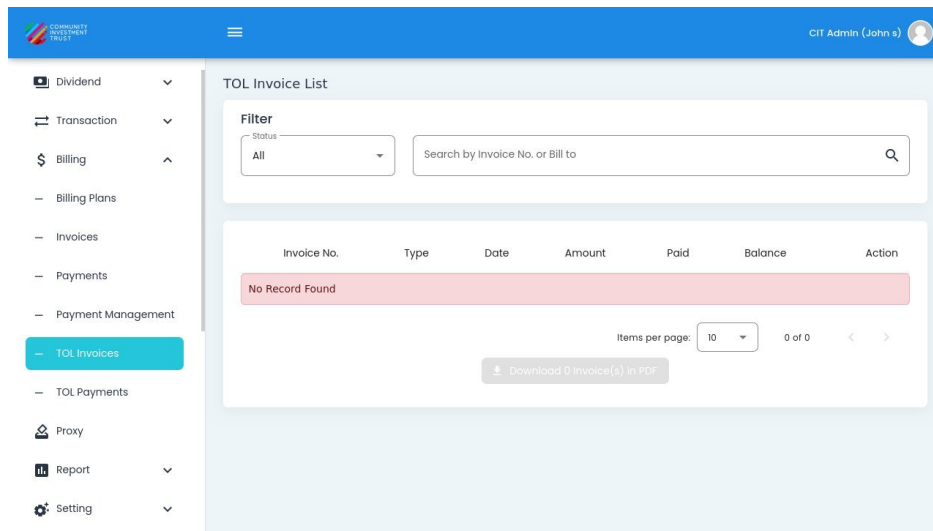 COMMUNITY
INVESTMENT
TRUST
CIT Admin (John s)
Dividend
Transaction
Billing
Billing Plans
Invoices
Payments
Payment Management
TOL Invoices
TOL Payments
Proxy
Report
Setting
TOL Invoice List
Filter
Status
All
Search by Invoice No. or Bill to
Invoice No. Type Date Amount Paid Balance Action
No Record Found
Items per page: 10 0 of 0
Download 0 Invoice(s) in PDF